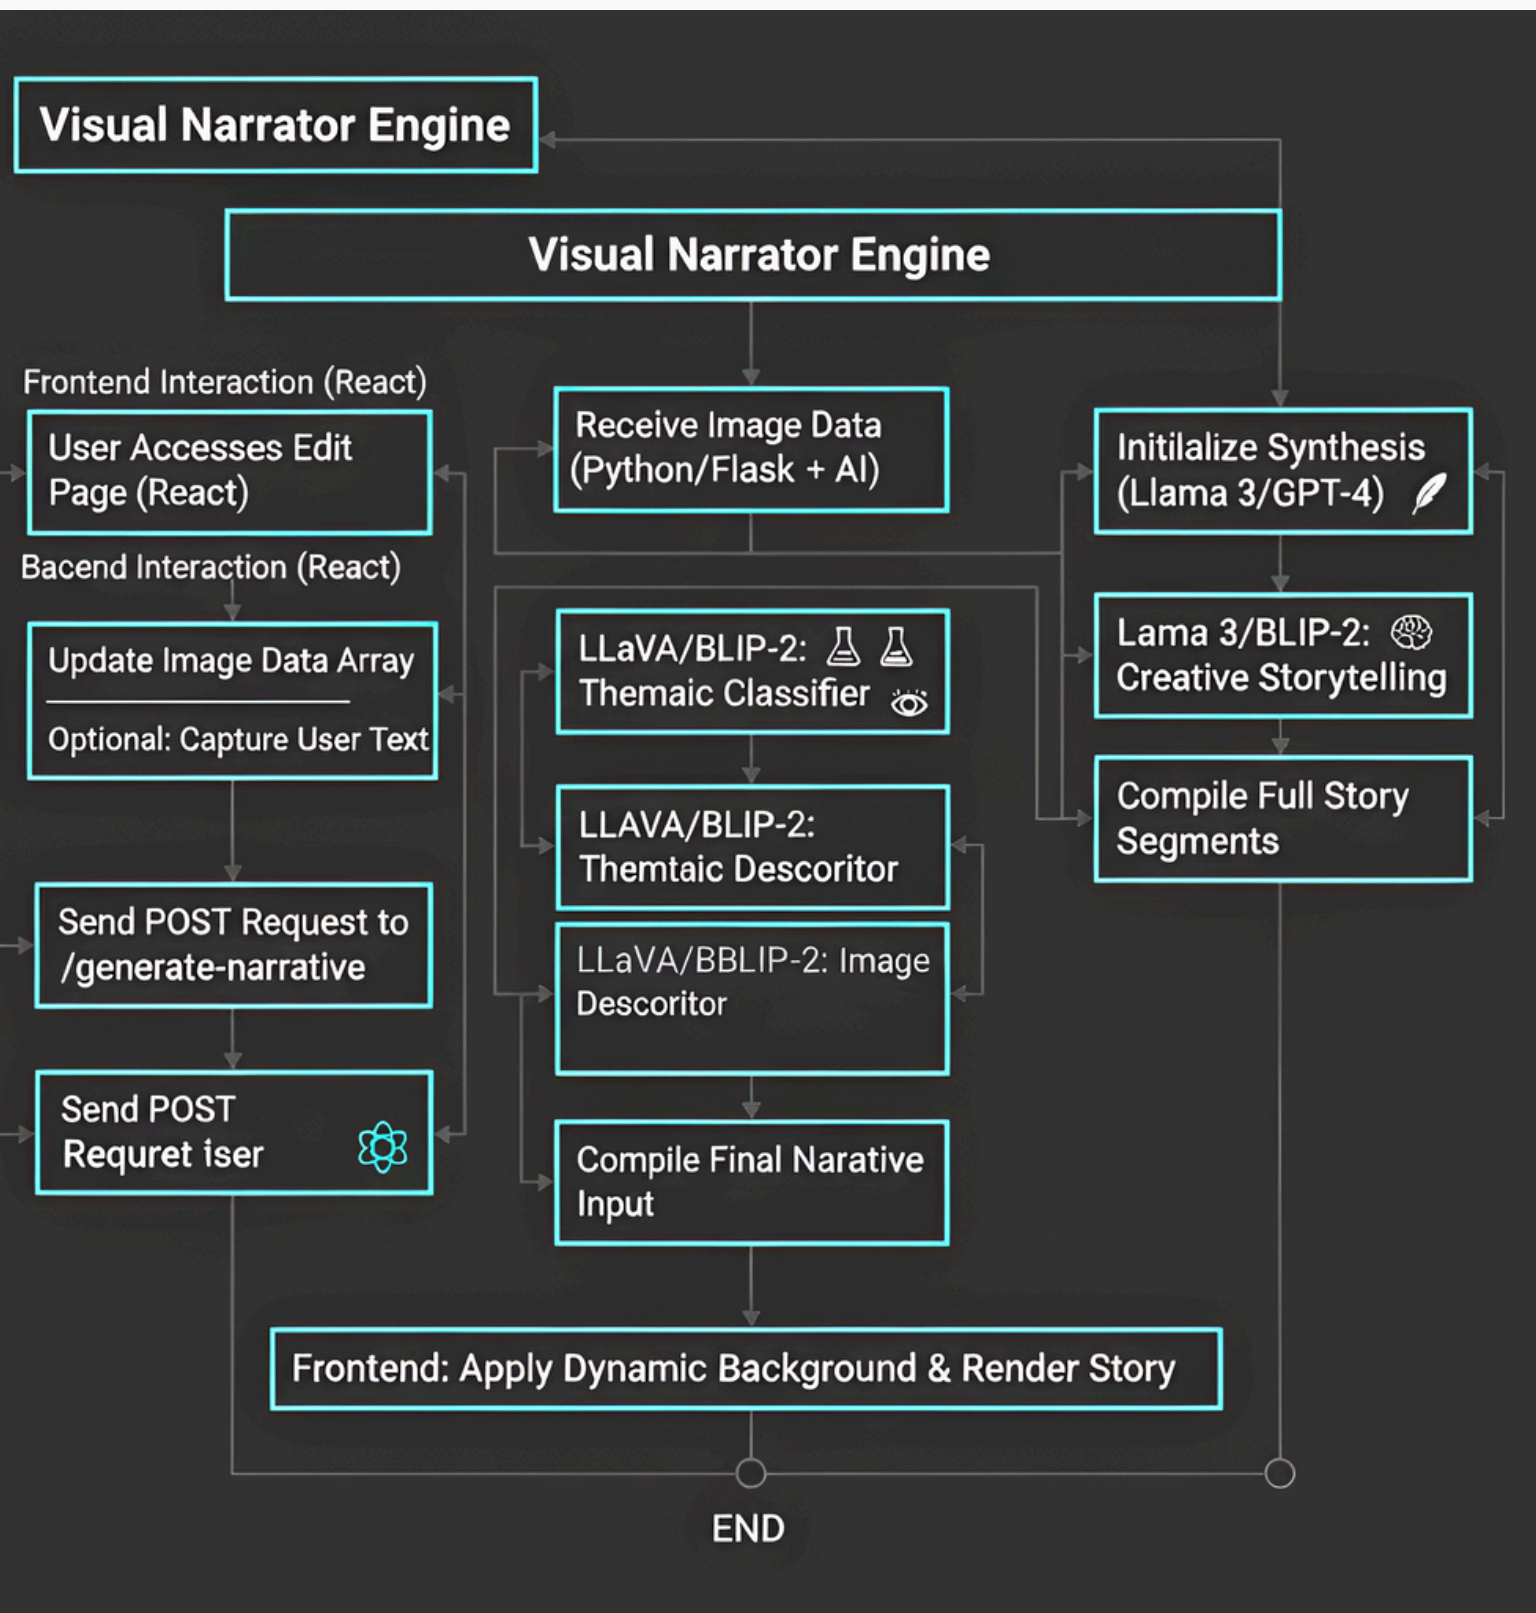 Visual Narrator Engine
Visual Narrator Engine
Frontend Interaction (React)
User Accesses Edit
Page (React)
Bacend Interaction (React)
Update Image Data Array
Optional: Capture User Text
Send POST Request to
/generate-narrative
Send POST
Requret iser
Receive Image Data
(Python/Flask + AI)
LLaVA/BLIP-2:
Themaic Classifier
LLAVA/BLIP-2:
Themtaic Descoritor
LLaVA/BBLIP-2: Image
Descoritor
Compile Final Narative
Input
Initilalize Synthesis
(Llama 3/GPT-4)
Lama 3/BLIP-2:
Creative Storytelling
Compile Full Story
Segments
Frontend: Apply Dynamic Background & Render Story
END